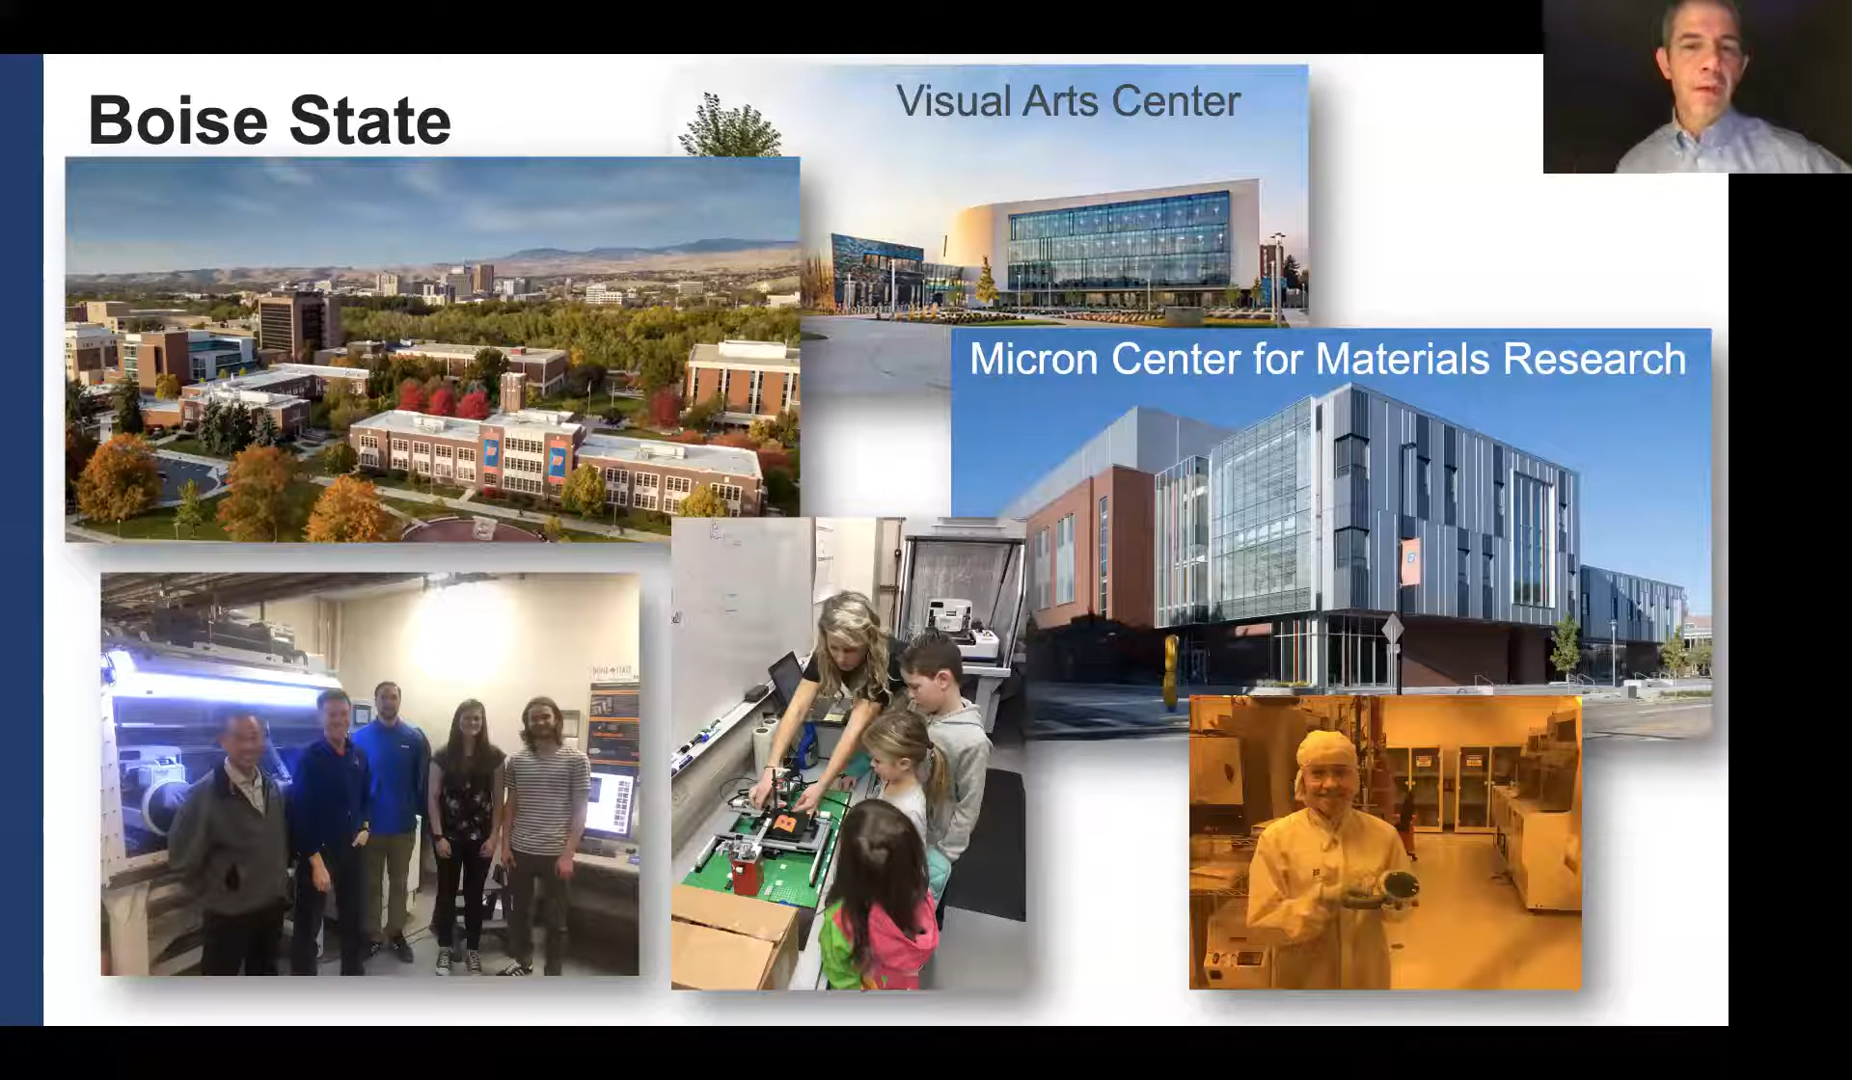 Boise State
Visual Arts Center
Micron Center for Materials Research